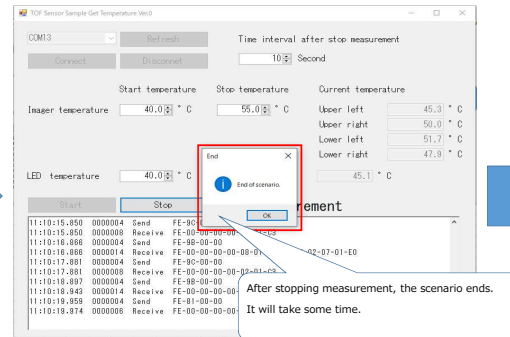 TOF Sensor Sample Get Temperature Ver.0
COM13 Refresh Time interval after stop measurement
Connect Disconnect 10 Second
Start temperature Stop temperature Current temperature
Imager temperature 40.0 ° C 55.0 ° C Upper left 45.3 ° C
Upper right 50.0 ° C
Lower left 51.7 ° C
Lower right 47.9 ° C
End
End of scenario.
OK
LED temperature 40.0 ° C 45.1 ° C
Start Stop rement
11:10:15.850 0000004 Send FE-9C-0
11:10:15.850 0000008 Receive FE-00-00-00-
11:10:16.866 0000004 Send FE-9B-00-00
11:10:16.866 0000014 Receive FE-00-00-00-08-01 02-07-01-E0
11:10:17.881 0000004 Send FE-9C-00-00
11:10:17.881 0000008 Receive FE-00-00-00-02-01-C3
11:10:18.897 0000004 Send FE-9B-00-00
11:10:18.943 0000014 Receive FE-00-00-00-
11:10:19.959 0000004 Send FE-81-00-00
11:10:19.974 0000006 Receive FE-00-00-00-
After stopping measurement, the scenario ends.
It will take some time.